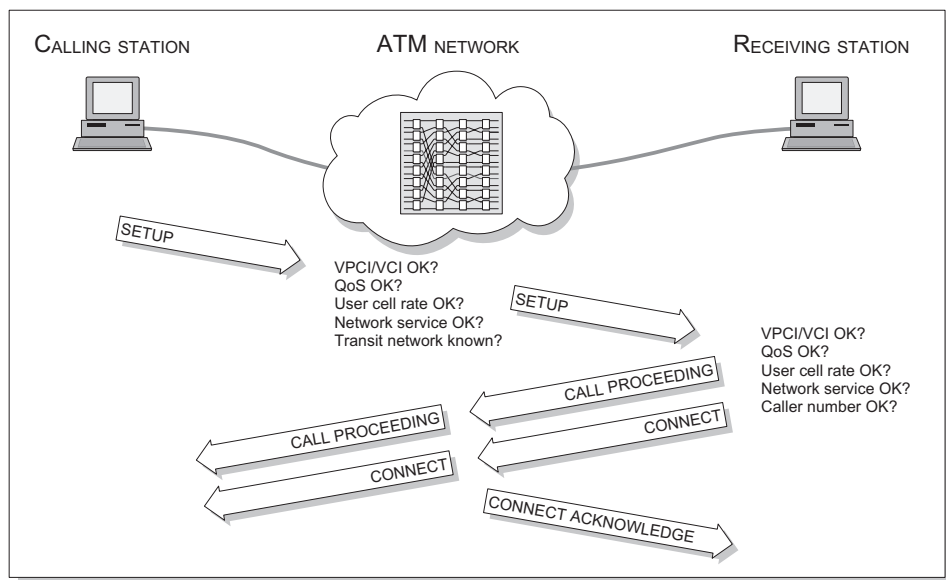 CALLING STATION
ATM NETWORK
RECEIVING STATION
SETUP
VPCI/VCI OK?
QoS OK?
User cell rate OK?
Network service OK?
Transit network known?
SETUP
VPCI/VCI OK?
QoS OK?
User cell rate OK?
Network service OK?
Caller number OK?
CALL PROCEEDING
CALL PROCEEDING
CONNECT
CONNECT
CONNECT ACKNOWLEDGE